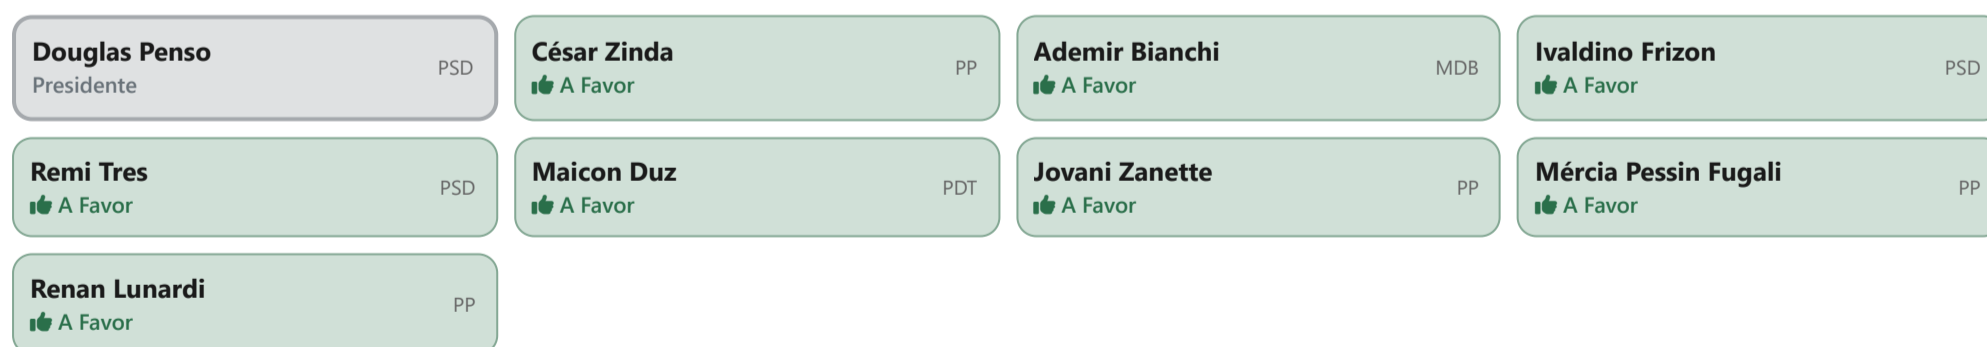 Douglas Penso
Presidente
PSD
César Zinda
A Favor
PP
Ademir Bianchi
A Favor
MDB
Ivaldino Frizon
A Favor
PSD
Remi Tres
A Favor
PSD
Maicon Duz
A Favor
PDT
Jovani Zanette
A Favor
PP
Mércia Pessin Fugali
A Favor
PP
Renan Lunardi
A Favor
PP